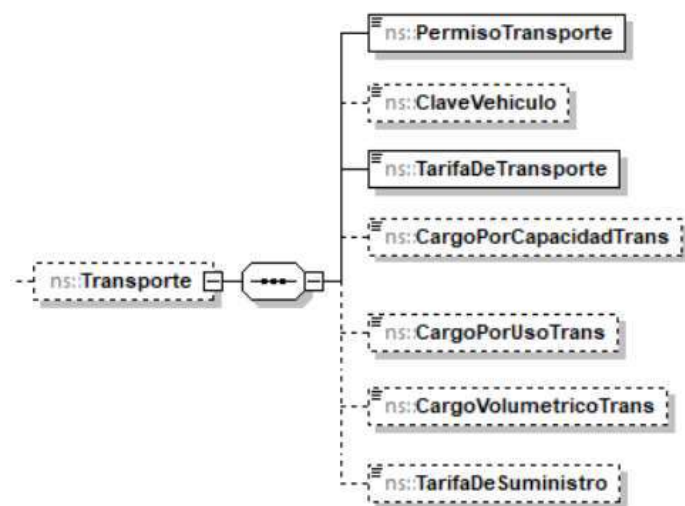 ns::PermisoTransporte
ns::ClaveVehiculo
ns::TarifaDeTransporte
ns::CargoPorCapacidadTrans
ns::Transporte
ns::CargoPorUsoTrans
ns::CargoVolumetricoTrans
ns::TarifaDeSuministro